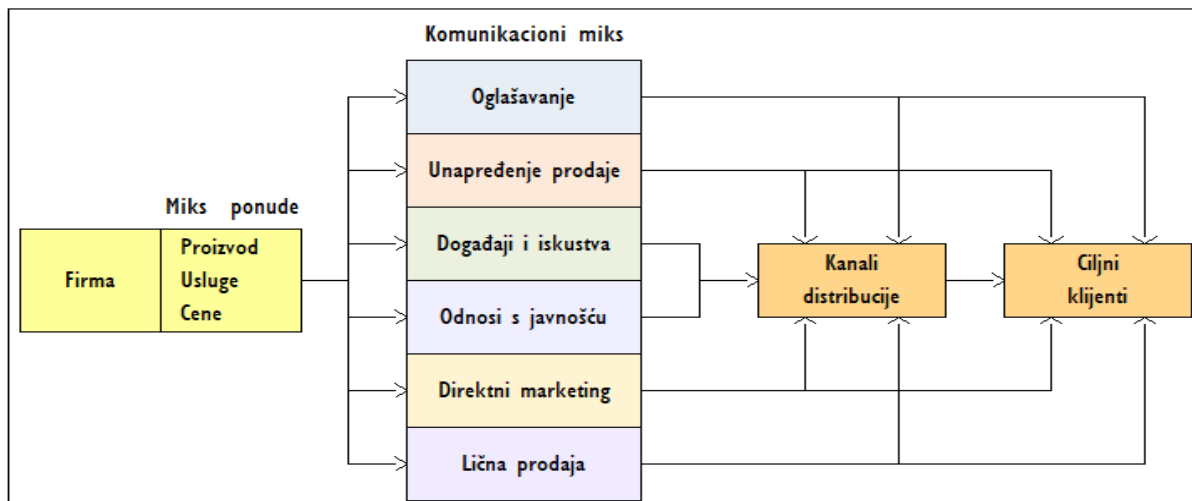 Komunikacioni miks
Oglašavanje
Unapređenje prodaje
Miks ponude
Firma
Proizvod
Usluge
Cene
Događaji i iskustva
Odnosi s javnošću
Direktni marketing
Lična prodaja
Kanali
distribucije
Ciljni
klijenti